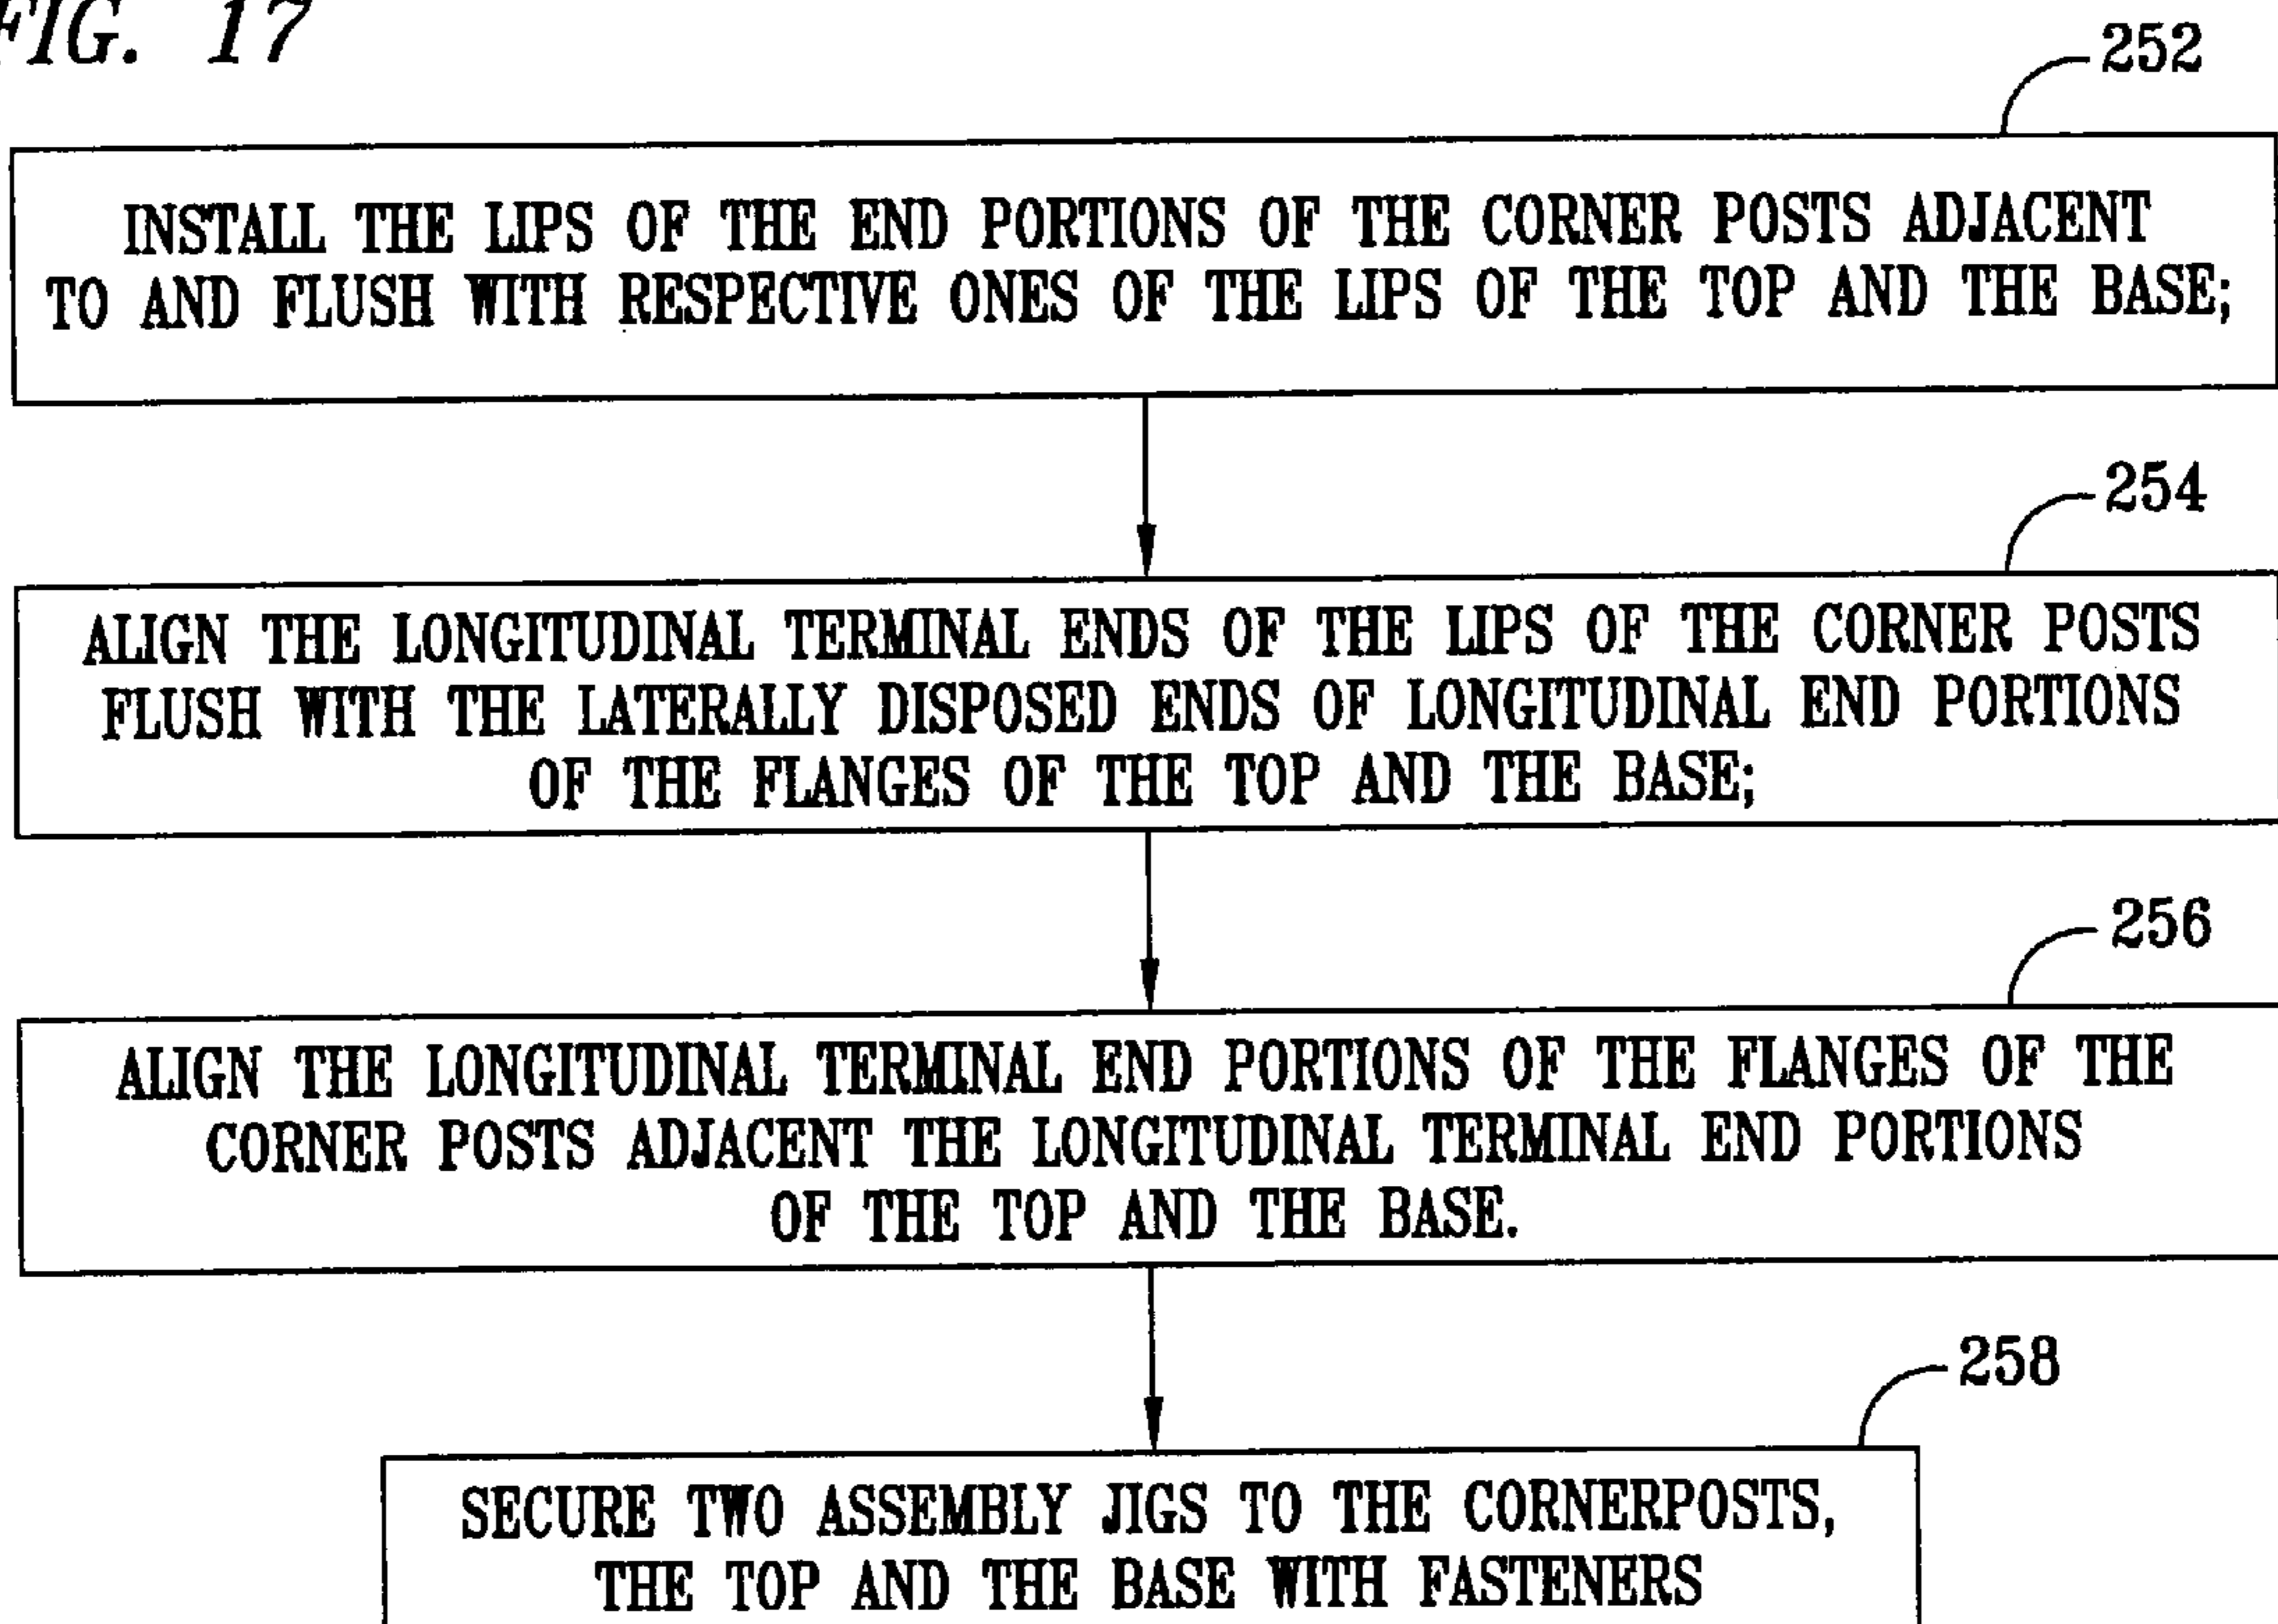 FIG. 17
252
INSTALL THE LIPS OF THE END PORTIONS OF THE CORNER POSTS ADJACENT
TO AND FLUSH WITH RESPECTIVE ONES OF THE LIPS OF THE TOP AND THE BASE;
254
ALIGN THE LONGITUDINAL TERMINAL ENDS OF THE LIPS OF THE CORNER POSTS
FLUSH WITH THE LATERALLY DISPOSED ENDS OF LONGITUDINAL END PORTIONS
OF THE FLANGES OF THE TOP AND THE BASE;
256
ALIGN THE LONGITUDINAL TERMINAL END PORTIONS OF THE FLANGES OF THE
CORNER POSTS ADJACENT THE LONGITUDINAL TERMINAL END PORTIONS
OF THE TOP AND THE BASE.
258
SECURE TWO ASSEMBLY JIGS TO THE CORNERPOSTS,
THE TOP AND THE BASE WITH FASTENERS